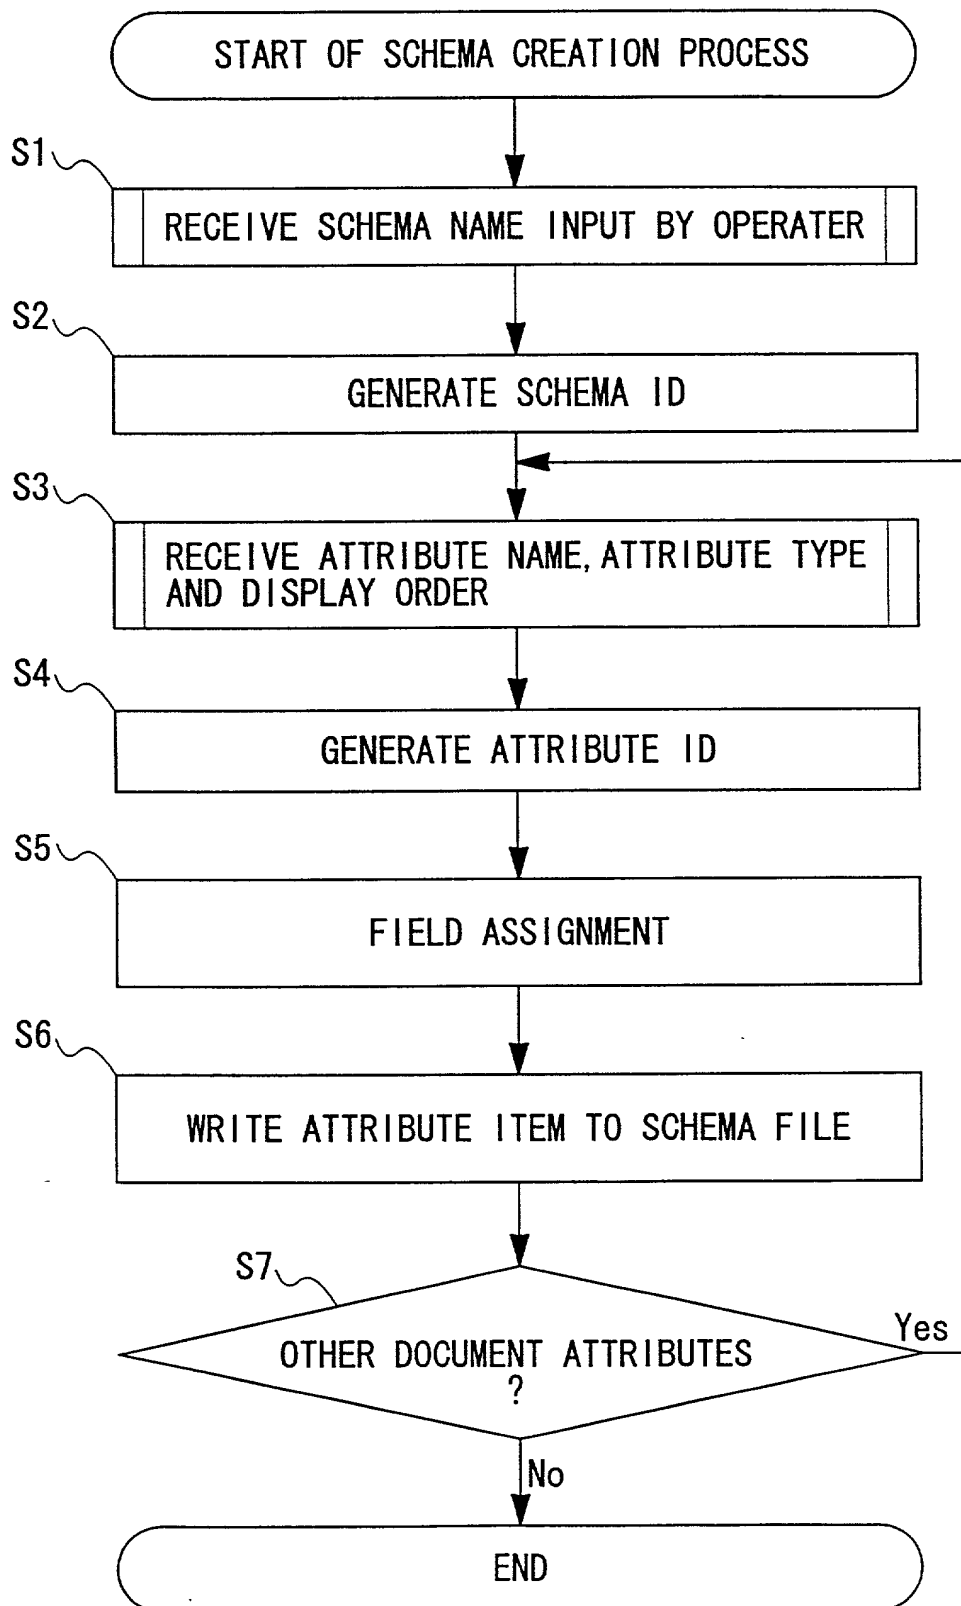 START OF SCHEMA CREATION PROCESS
S1
RECEIVE SCHEMA NAME INPUT BY OPERATER
S2
GENERATE SCHEMA ID
S3
RECEIVE ATTRIBUTE NAME, ATTRIBUTE TYPE
AND DISPLAY ORDER
S4
GENERATE ATTRIBUTE ID
S5
FIELD ASSIGNMENT
S6
WRITE ATTRIBUTE ITEM TO SCHEMA FILE
S7
Yes
OTHER DOCUMENT ATTRIBUTES
?
No
END